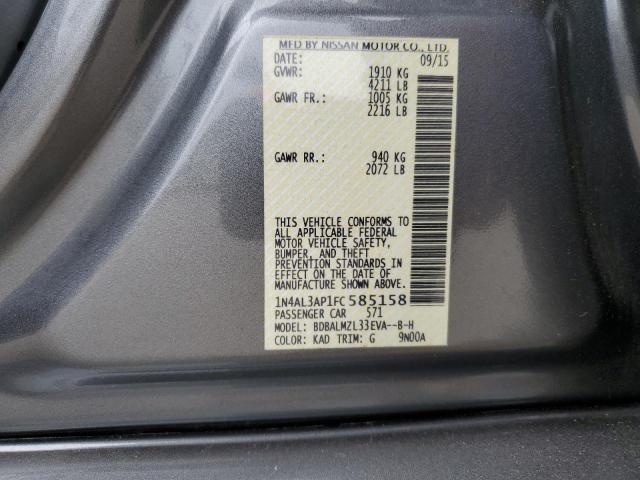 MFD BY NISSAN MOTOR CO., LTD.
DATE: 09/15
GVWR: 1910 KG
4211 LB
GAWR FR.: 1005 KG
2216 LB
GAWR RR.: 940 KG
2072 LB
THIS VEHICLE CONFORMS TO
ALL APPLICABLE FEDERAL
MOTOR VEHICLE SAFETY,
BUMPER, AND THEFT
PREVENTION STANDARDS IN
EFFECT ON THE DATE OF
MANUFACTURE SHOWN ABOVE.
1N4AL3AP1FC 585158
PASSENGER CAR 571
MODEL: BDBALMZL33EVA--B-H
COLOR: KAD TRIM: G 9N00A